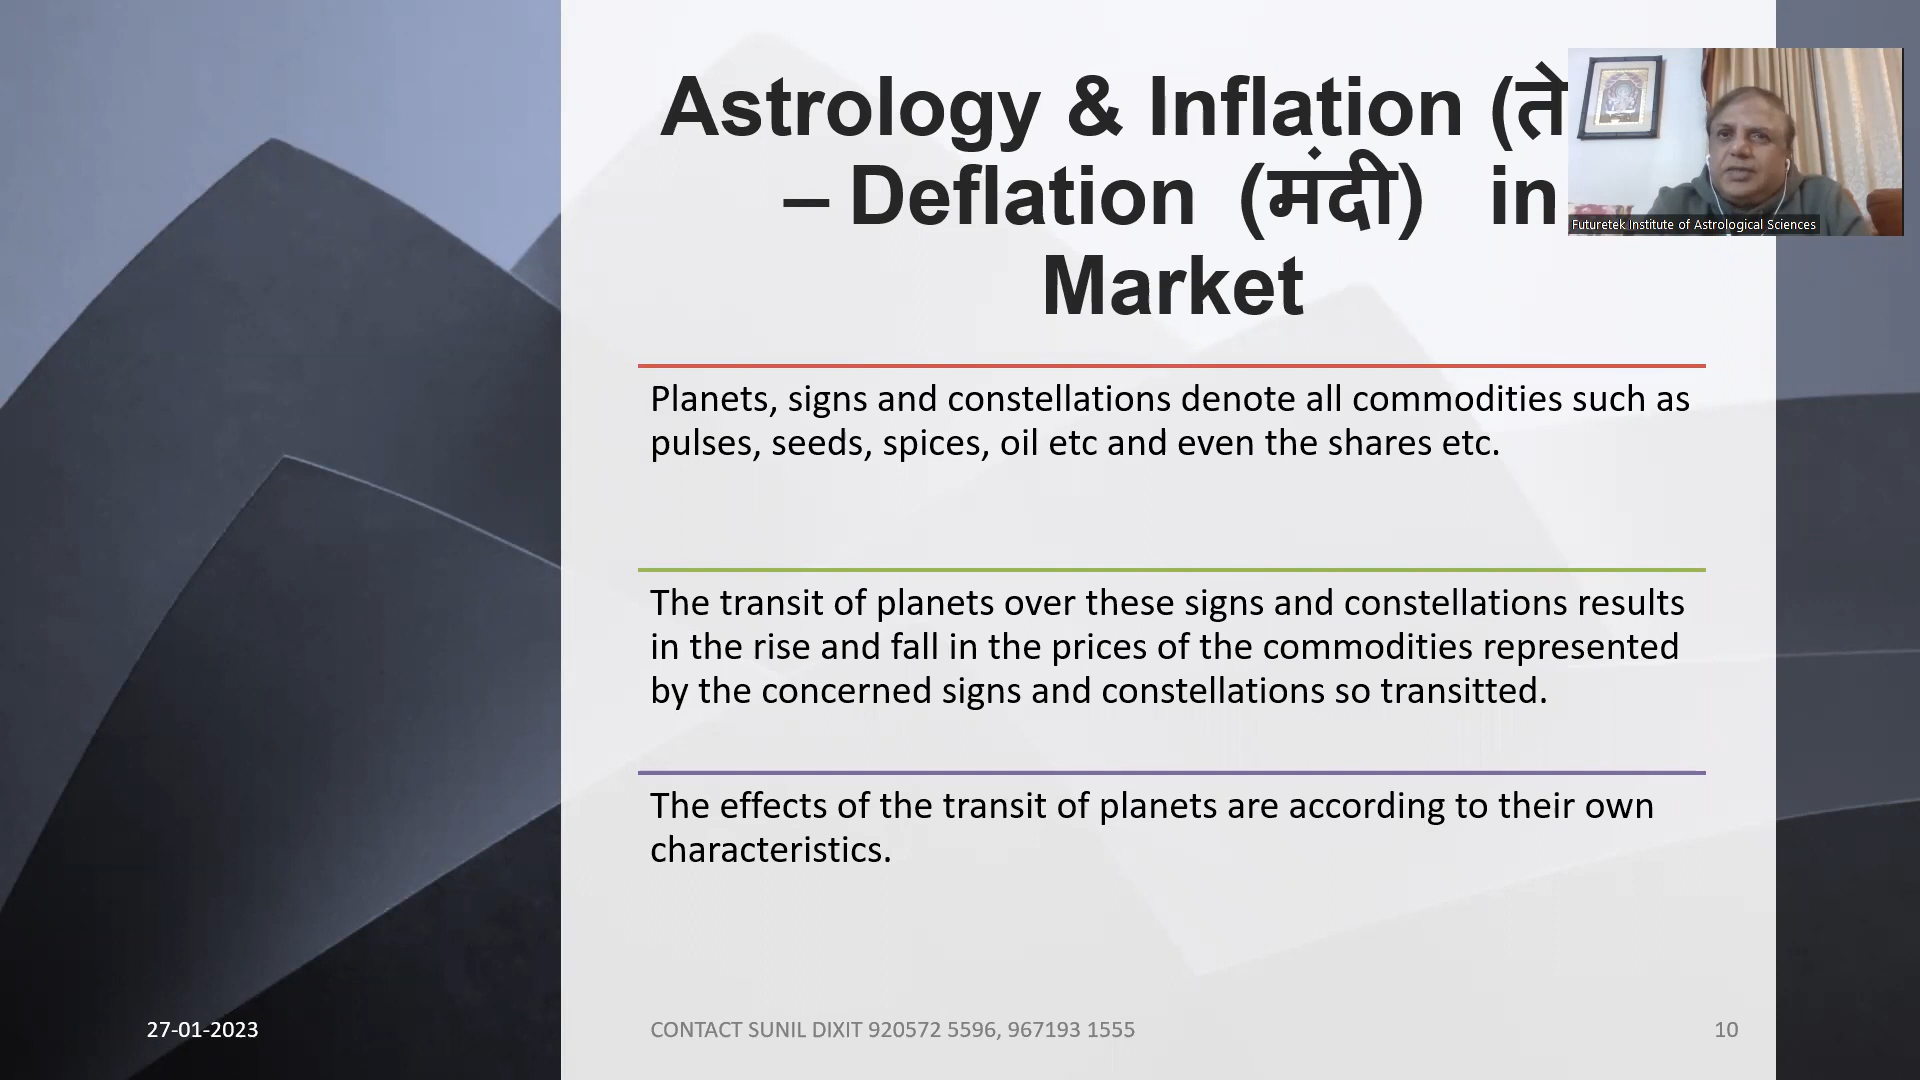 Astrology & Inflation (ते
– Deflation (मंदी) in
Market
Futuretek Institute of Astrological Sciences
Planets, signs and constellations denote all commodities such as
pulses, seeds, spices, oil etc and even the shares etc.
The transit of planets over these signs and constellations results
in the rise and fall in the prices of the commodities represented
by the concerned signs and constellations so transitted.
The effects of the transit of planets are according to their own
characteristics.
27-01-2023
CONTACT SUNIL DIXIT 920572 5596, 967193 1555
10